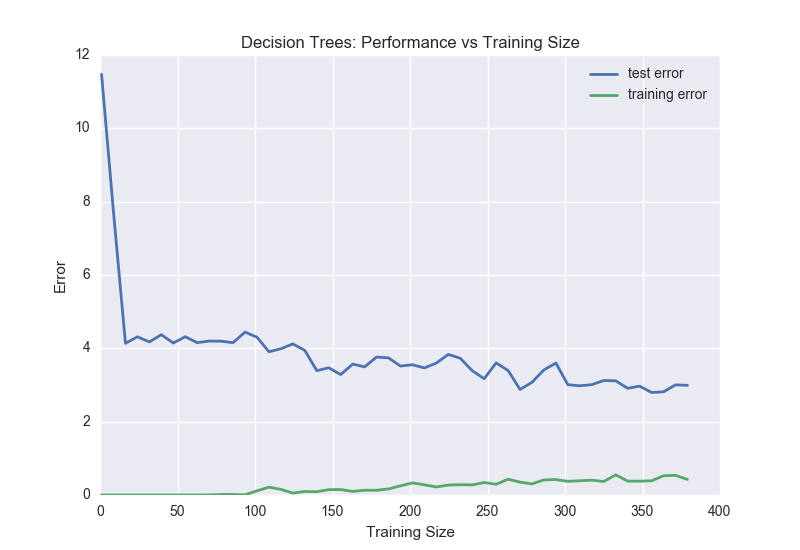 Decision Trees: Performance vs Training Size
12
10
8
6
4
2
0
Error
test error
training error
0 50 100 150 200 250 300 350 400
Training Size